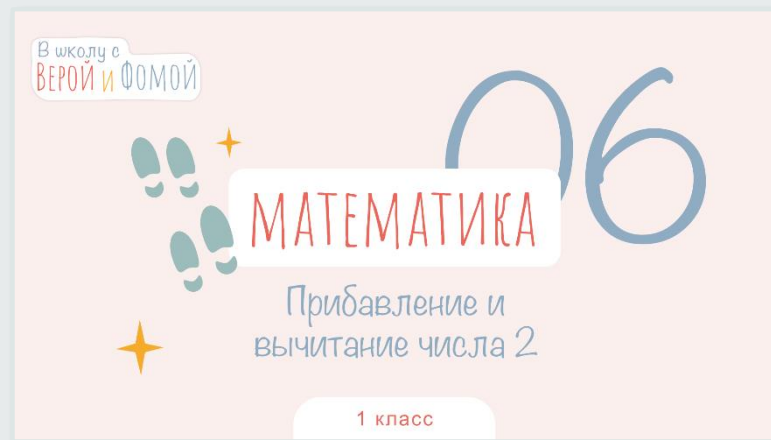 В школу с
ВЕРОЙ И ФОМОЙ
06
МАТЕМАТИКА
Прибавление и
вычитание числа 2
1 класс